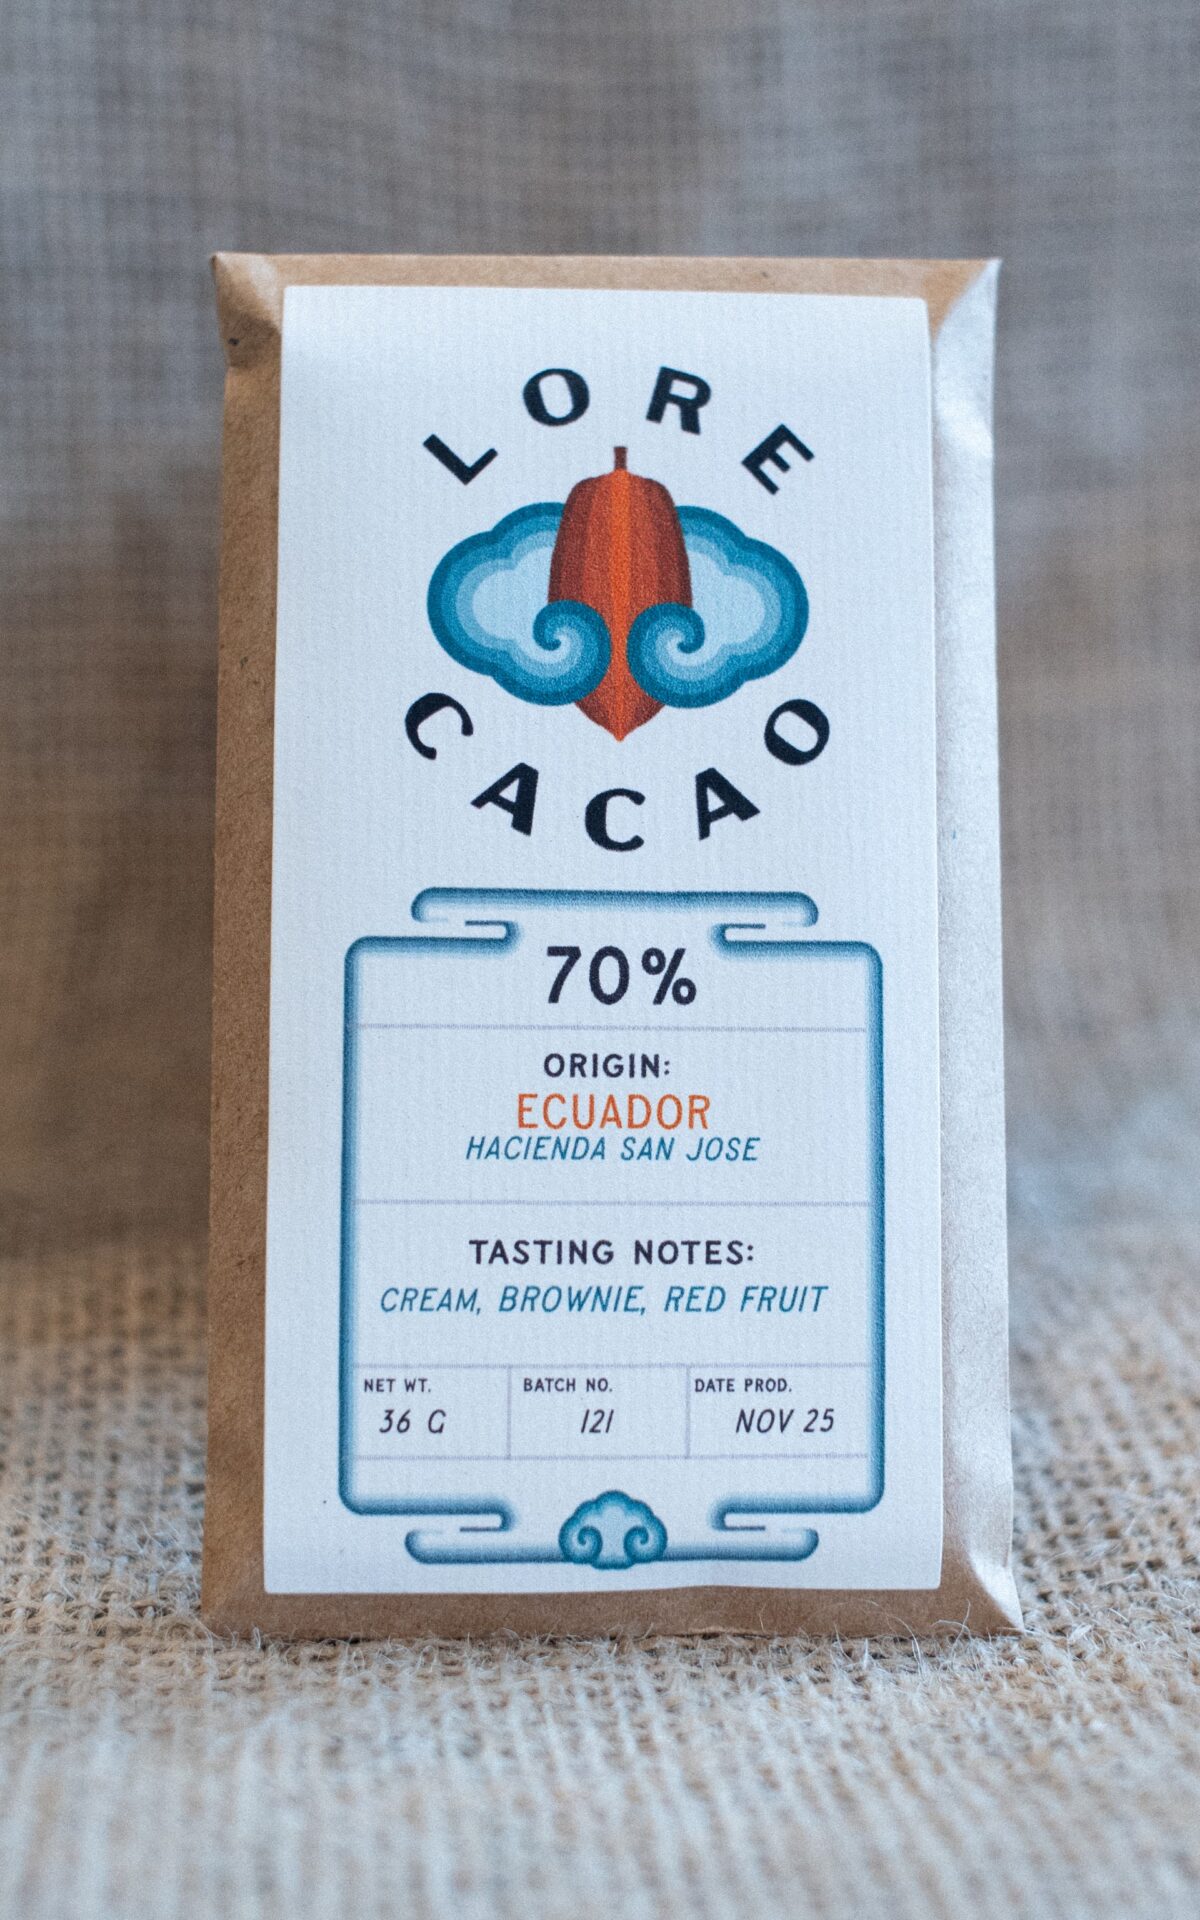 LORE
CACAO
70%
ORIGIN:
ECUADOR
HACIENDA SAN JOSE
TASTING NOTES:
CREAM, BROWNIE, RED FRUIT
NET WT. BATCH NO. DATE PROD.
36 G 121 NOV 25